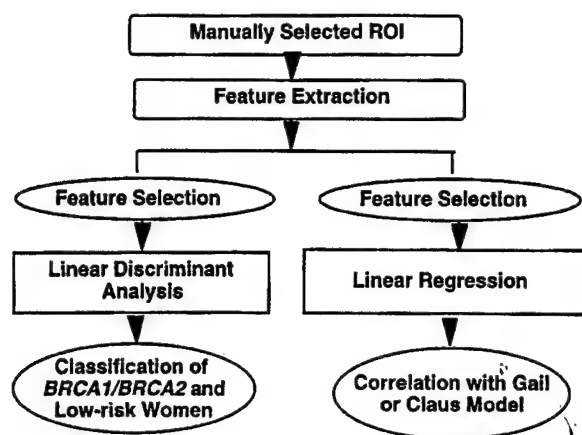 Manually Selected ROI
Feature Extraction
Feature Selection
Feature Selection
Linear Discriminant
Analysis
Linear Regression
Classification of
BRCA1/BRCA2 and
Low-risk Women
Correlation with Gail
or Claus Model